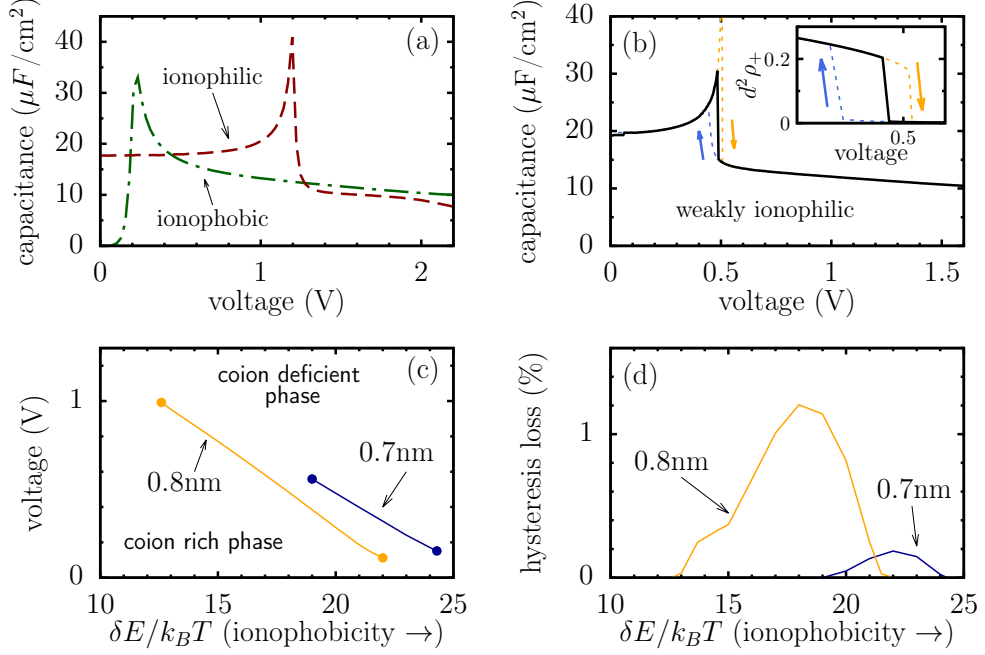 capacitance (μF/cm²)
40
30
20
10
0
(a)
ionophilic
ionophobic
0
1
2
voltage (V)
capacitance (μF/cm²)
40
30
20
10
0
(b)
d²ρ₊
0.2
0
0.5
voltage
weakly ionophilic
0
0.5
1
1.5
voltage (V)
voltage (V)
1
0
(c)
coion deficient
phase
0.7nm
0.8nm
coion rich phase
10
15
20
25
δE/k_BT (ionophobicity →)
hysteresis loss (%)
1
0
(d)
0.8nm
0.7nm
10
15
20
25
δE/k_BT (ionophobicity →)